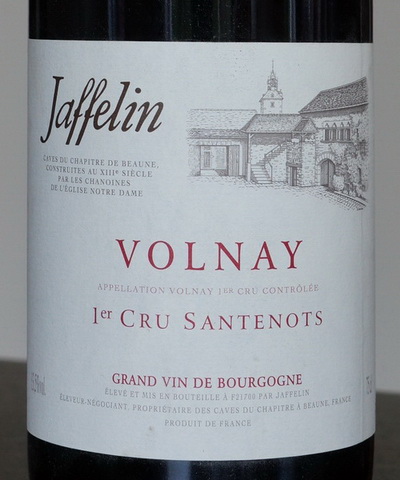 Jaffelin
CAVES DU CHAPITRE DE BEAUNE,
CONSTRUITES AU XIIIe SIÈCLE
PAR LES CHANOINES
DE L'ÉGLISE NOTRE DAME
VOLNAY
APPELLATION VOLNAY 1ER CRU CONTRÔLÉE
1er CRU SANTENOTS
GRAND VIN DE BOURGOGNE
ÉLEVÉ ET MIS EN BOUTEILLE À F21700 PAR JAFFELIN
ÉLEVEUR-NÉGOCIANT, PROPRIÉTAIRE DES CAVES DU CHAPITRE À BEAUNE, FRANCE
PRODUIT DE FRANCE